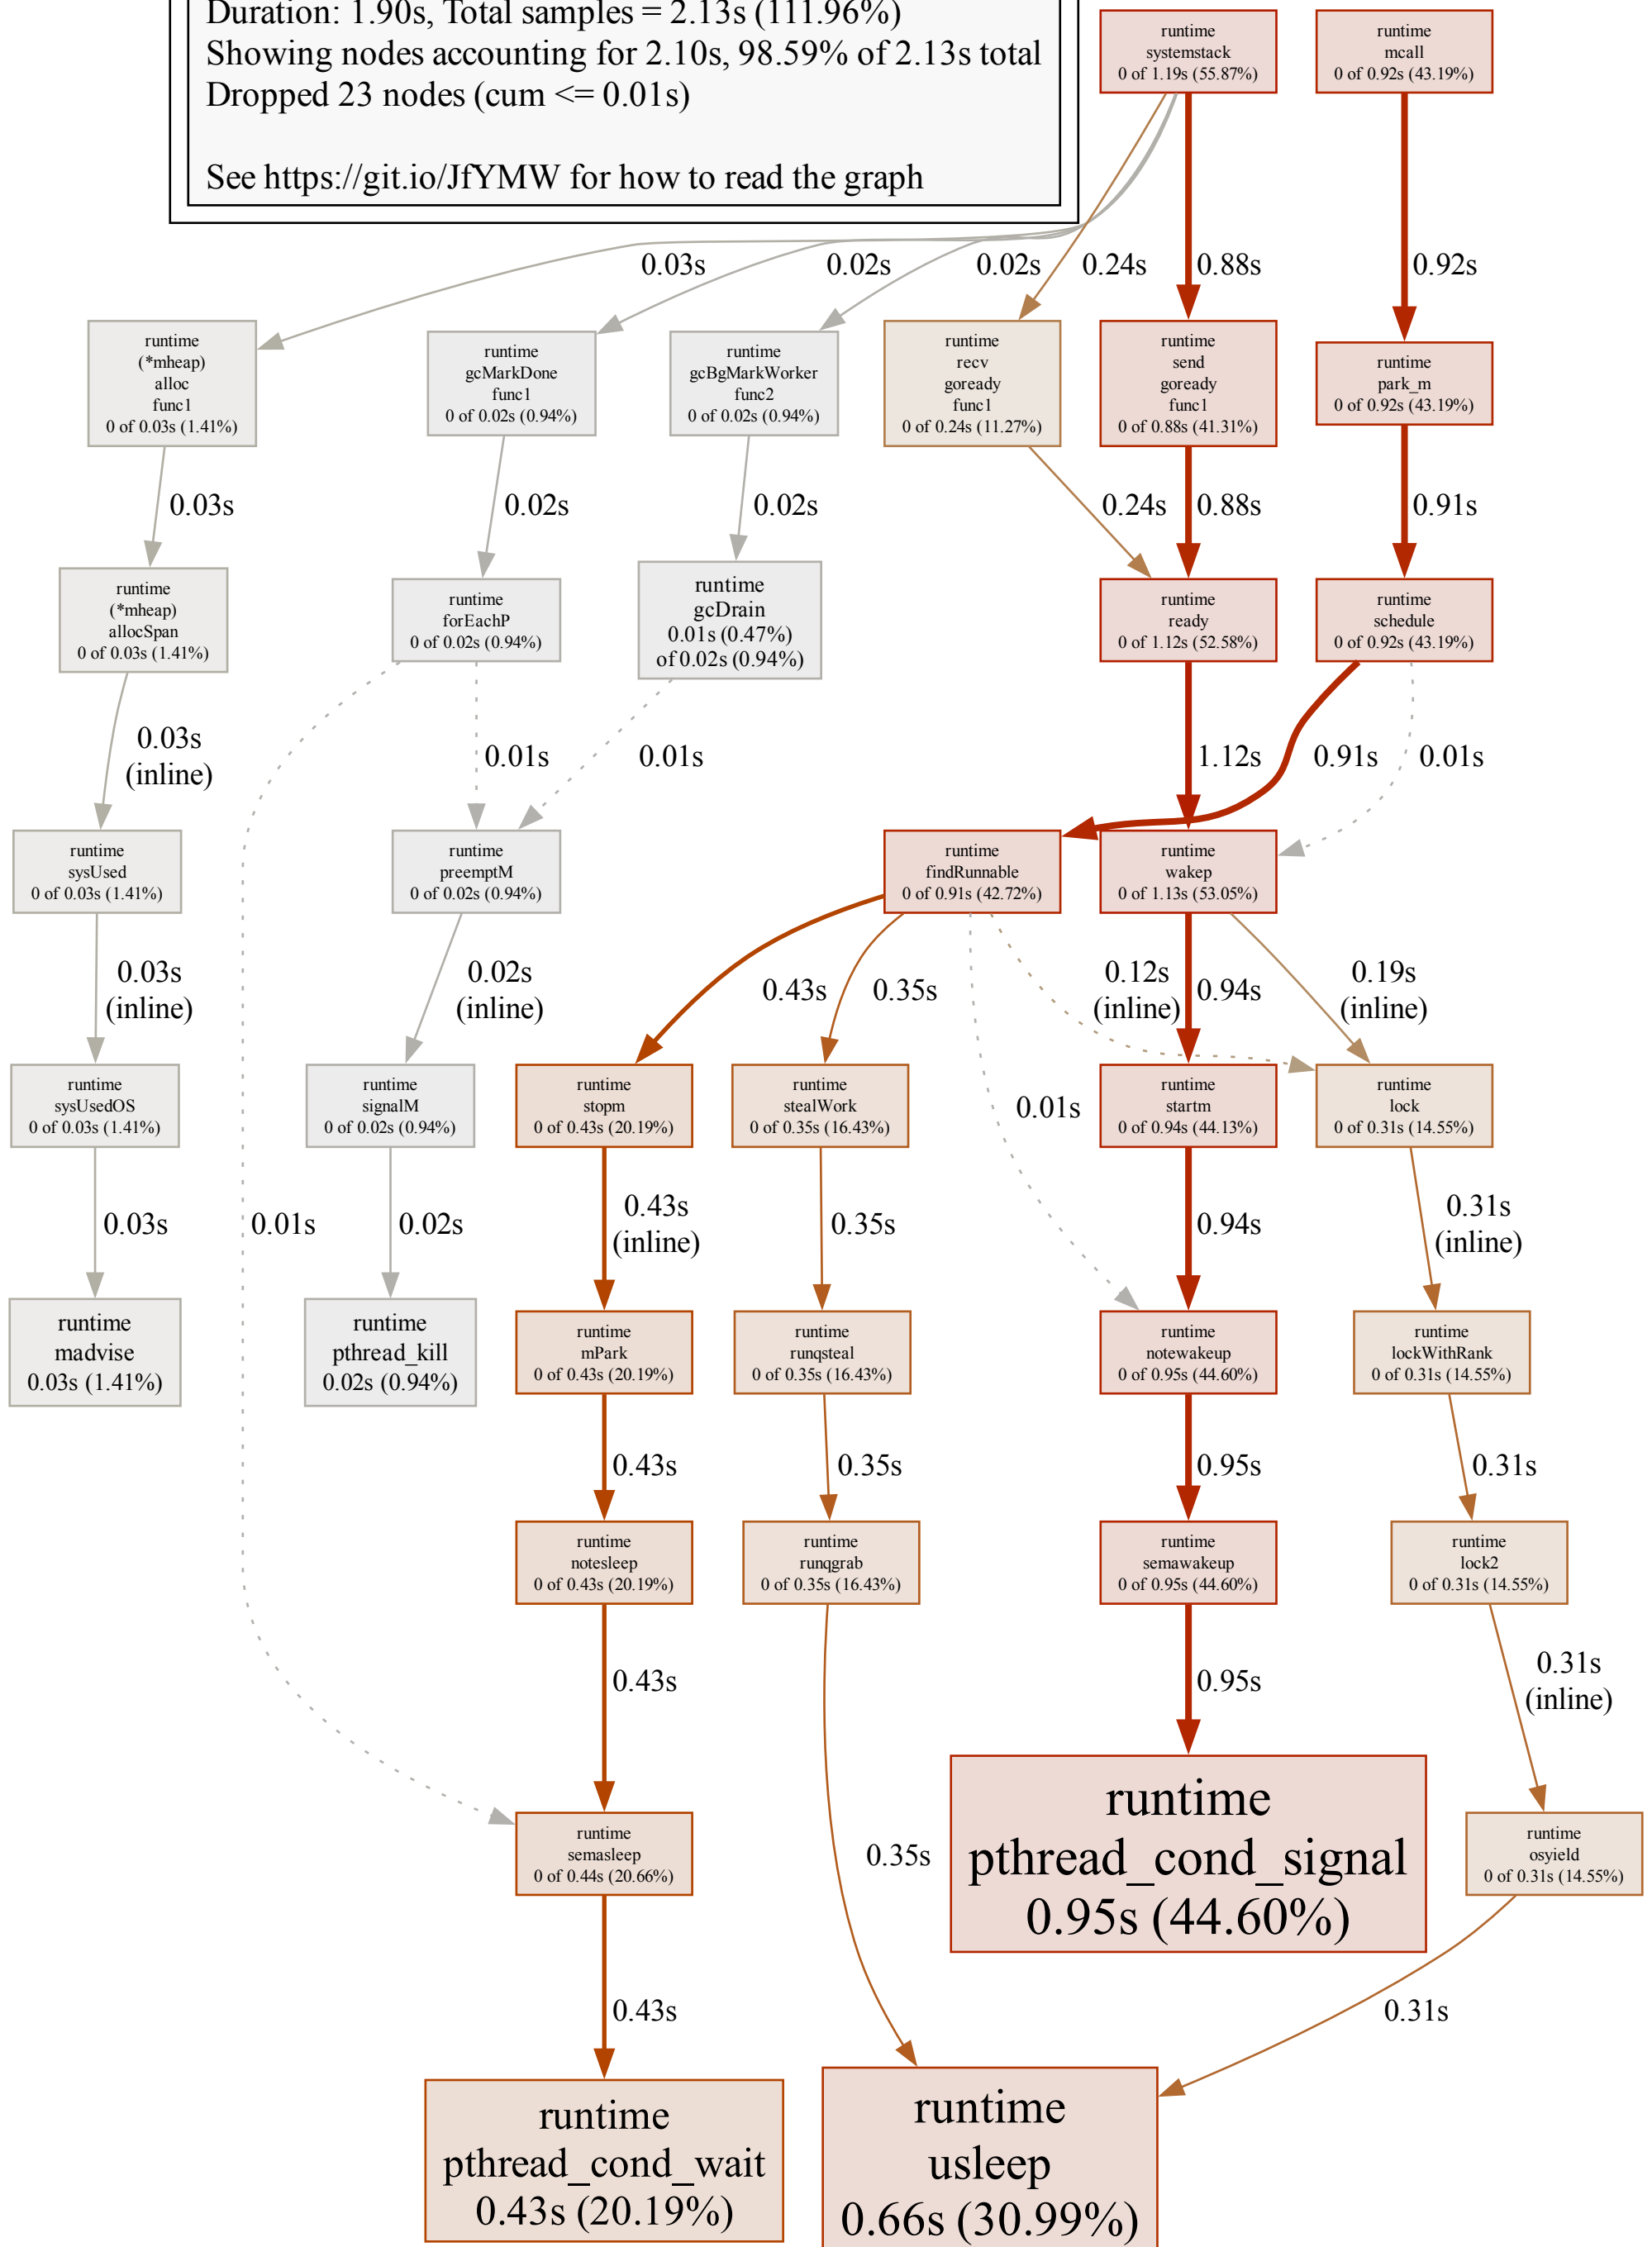 Duration: 1.90s, Total samples = 2.13s (111.96%)
Showing nodes accounting for 2.10s, 98.59% of 2.13s total
Dropped 23 nodes (cum <= 0.01s)
See https://git.io/JfYMW for how to read the graph
runtime
systemstack
0 of 1.19s (55.87%)
runtime
mcall
0 of 0.92s (43.19%)
0.03s
0.02s
0.02s
0.24s
0.88s
0.92s
runtime
(*mheap)
alloc
func1
0 of 0.03s (1.41%)
runtime
gcMarkDone
func1
0 of 0.02s (0.94%)
runtime
gcBgMarkWorker
func2
0 of 0.02s (0.94%)
runtime
recv
goready
func1
0 of 0.24s (11.27%)
runtime
send
goready
func1
0 of 0.88s (41.31%)
runtime
park_m
0 of 0.92s (43.19%)
0.03s
0.02s
0.02s
0.24s
0.88s
0.91s
runtime
(*mheap)
allocSpan
0 of 0.03s (1.41%)
runtime
forEachP
0 of 0.02s (0.94%)
runtime
gcDrain
0.01s (0.47%)
of 0.02s (0.94%)
runtime
ready
0 of 1.12s (52.58%)
runtime
schedule
0 of 0.92s (43.19%)
0.03s
(inline)
0.01s
0.01s
1.12s
0.91s
0.01s
runtime
sysUsed
0 of 0.03s (1.41%)
runtime
preemptM
0 of 0.02s (0.94%)
runtime
findRunnable
0 of 0.91s (42.72%)
runtime
wakep
0 of 1.13s (53.05%)
0.03s
(inline)
0.02s
(inline)
0.43s
0.35s
0.12s
(inline)
0.94s
0.19s
(inline)
runtime
sysUsedOS
0 of 0.03s (1.41%)
runtime
signalM
0 of 0.02s (0.94%)
runtime
stopm
0 of 0.43s (20.19%)
runtime
stealWork
0 of 0.35s (16.43%)
0.01s
runtime
startm
0 of 0.94s (44.13%)
runtime
lock
0 of 0.31s (14.55%)
0.03s
0.01s
0.02s
0.43s
(inline)
0.35s
0.94s
0.31s
(inline)
runtime
madvise
0.03s (1.41%)
runtime
pthread_kill
0.02s (0.94%)
runtime
mPark
0 of 0.43s (20.19%)
runtime
runqsteal
0 of 0.35s (16.43%)
runtime
notewakeup
0 of 0.95s (44.60%)
runtime
lockWithRank
0 of 0.31s (14.55%)
0.43s
0.35s
0.95s
0.31s
runtime
notesleep
0 of 0.43s (20.19%)
runtime
runqgrab
0 of 0.35s (16.43%)
runtime
semawakeup
0 of 0.95s (44.60%)
runtime
lock2
0 of 0.31s (14.55%)
0.43s
0.95s
0.31s
(inline)
runtime
semasleep
0 of 0.44s (20.66%)
0.35s
runtime
pthread_cond_signal
0.95s (44.60%)
runtime
osyield
0 of 0.31s (14.55%)
0.43s
0.31s
runtime
pthread_cond_wait
0.43s (20.19%)
runtime
usleep
0.66s (30.99%)